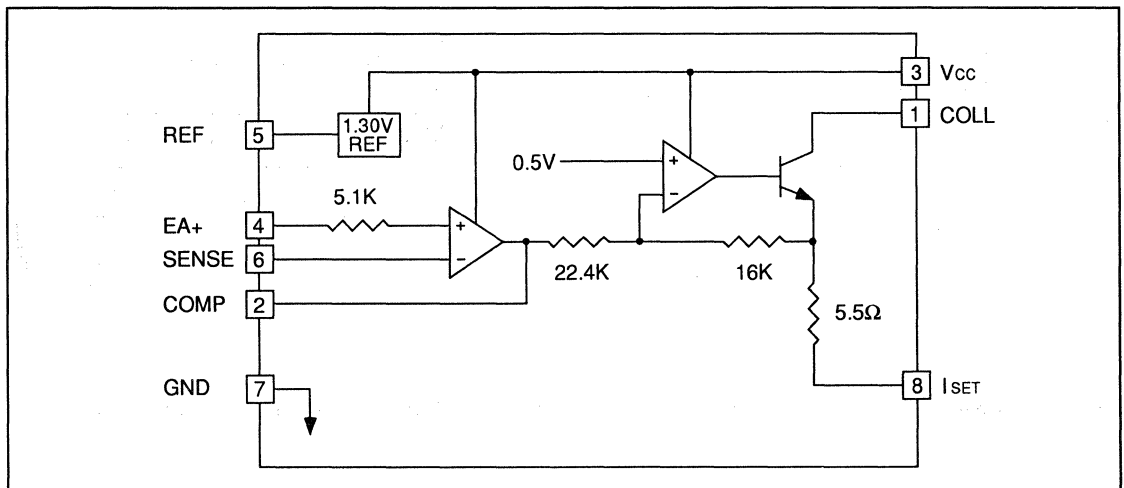 3 VCC
1 COLL
REF 5
1.30V
REF
0.5V
+
−
5.1K
EA+ 4
+
SENSE 6
−
22.4K
16K
COMP 2
5.5Ω
GND 7
8 ISET